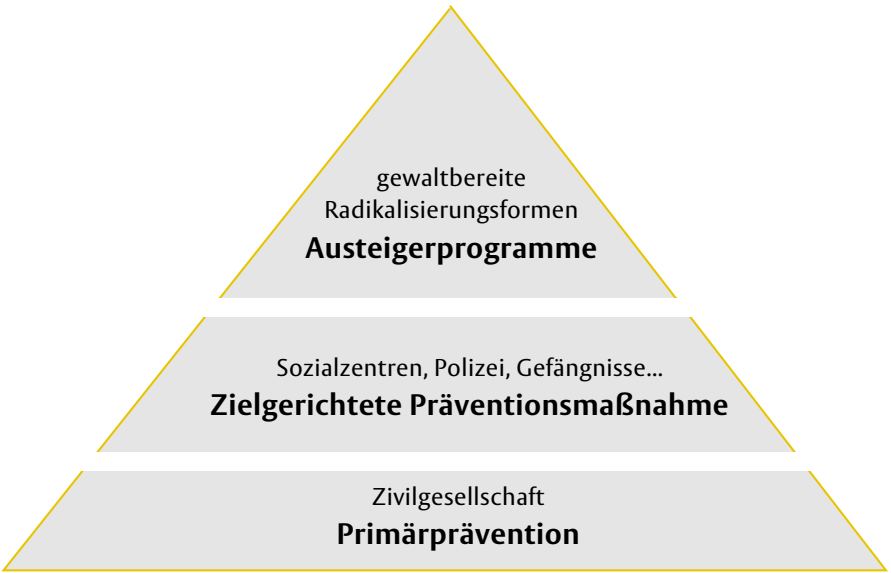 gewaltbereite
Radikalisierungsformen
Austeigerprogramme
Sozialzentren, Polizei, Gefängnisse...
Zielgerichtete Präventionsmaßnahme
Zivilgesellschaft
Primärprävention